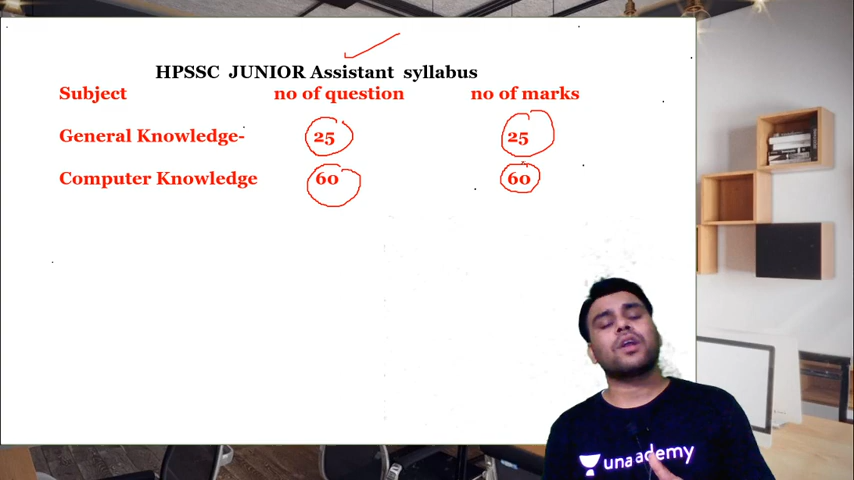 HPSSC JUNIOR Assistant syllabus
Subject no of question no of marks
General Knowledge- 25 25
Computer Knowledge 60 60
unacademy